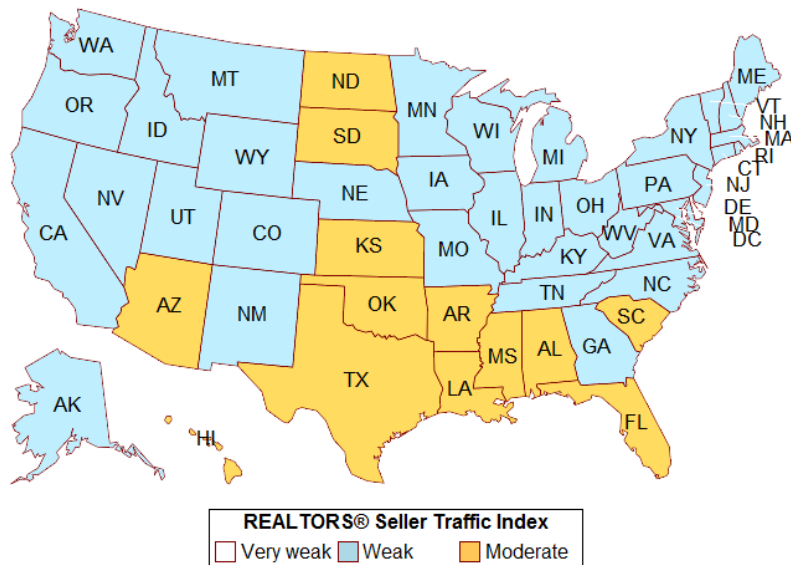 WA
MT
ND
MN
ME
OR
ID
SD
WI
MI
NY
VT
NH
MA
RI
CT
WY
NV
UT
CO
NE
IA
IL
IN
OH
PA
NJ
DE
MD
DC
CA
KS
MO
KY
WV
VA
AZ
NM
OK
AR
TN
NC
SC
TX
LA
MS
AL
GA
FL
AK
HI
REALTORS® Seller Traffic Index
Very weak Weak Moderate